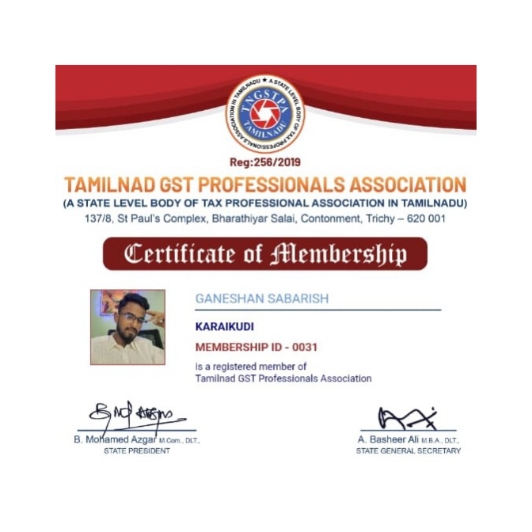 TAX PROFESSIONALS ASSOCIATION IN TAMILNADU ★ A STATE LEVEL BODY OF
TNGSTPA
TAMILNADU
Reg:256/2019
TAMILNAD GST PROFESSIONALS ASSOCIATION
(A STATE LEVEL BODY OF TAX PROFESSIONAL ASSOCIATION IN TAMILNADU)
137/8, St Paul's Complex, Bharathiyar Salai, Contonment, Trichy – 620 001
Certificate of Membership
GANESHAN SABARISH
KARAIKUDI
MEMBERSHIP ID - 0031
is a registered member of
Tamilnad GST Professionals Association
B. Mohamed Azgar M.Com., DLT.,
STATE PRESIDENT
A. Basheer Ali M.B.A., DLT.,
STATE GENERAL SECRETARY